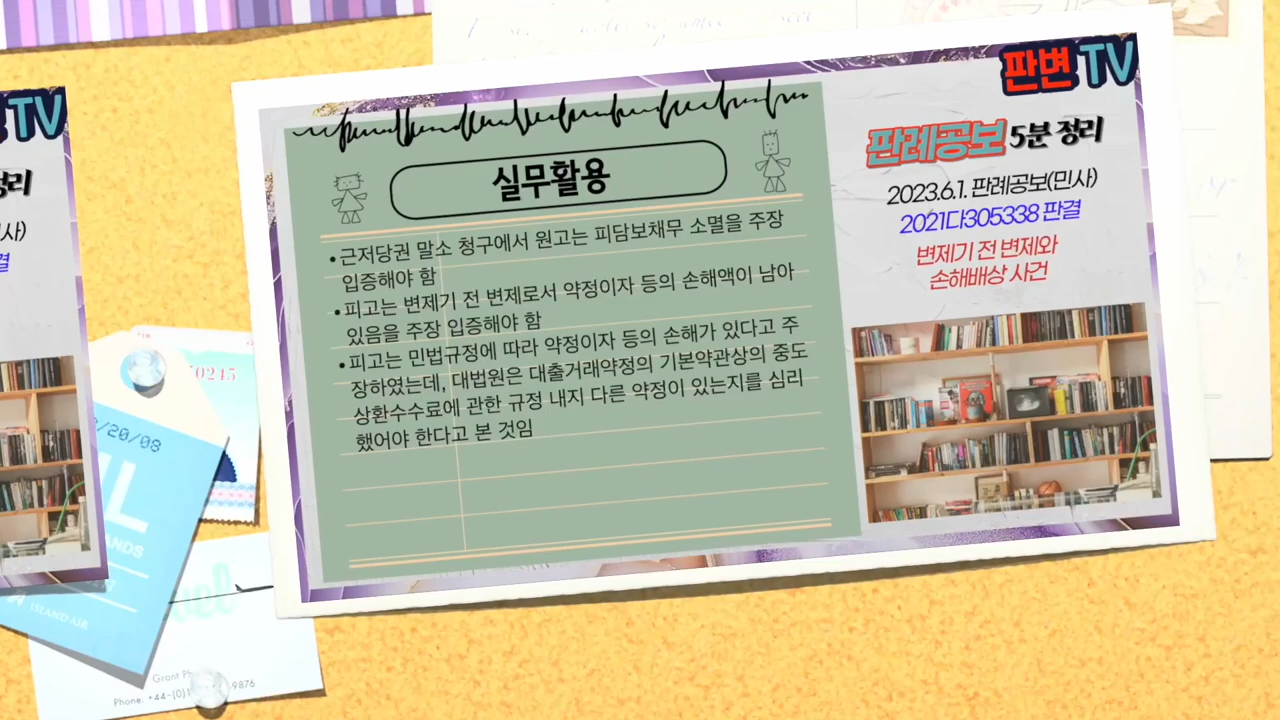 TV
정리
사)
결
판변 TV
판례공보 5분 정리
2023.6.1. 판례공보(민사)
2021다305338 판결
변제기 전 변제와
손해배상 사건
실무활용
• 근저당권 말소 청구에서 원고는 피담보채무 소멸을 주장
입증해야 함
• 피고는 변제기 전 변제로서 약정이자 등의 손해액이 남아
있음을 주장 입증해야 함
• 피고는 민법규정에 따라 약정이자 등의 손해가 있다고 주
장하였는데, 대법원은 대출거래약정의 기본약관상의 중도
상환수수료에 관한 규정 내지 다른 약정이 있는지를 심리
했어야 한다고 본 것임
0245
/20/08
ANDS
ISLAND AIR
Grant Ph
Phone: +44-(0)1 9876